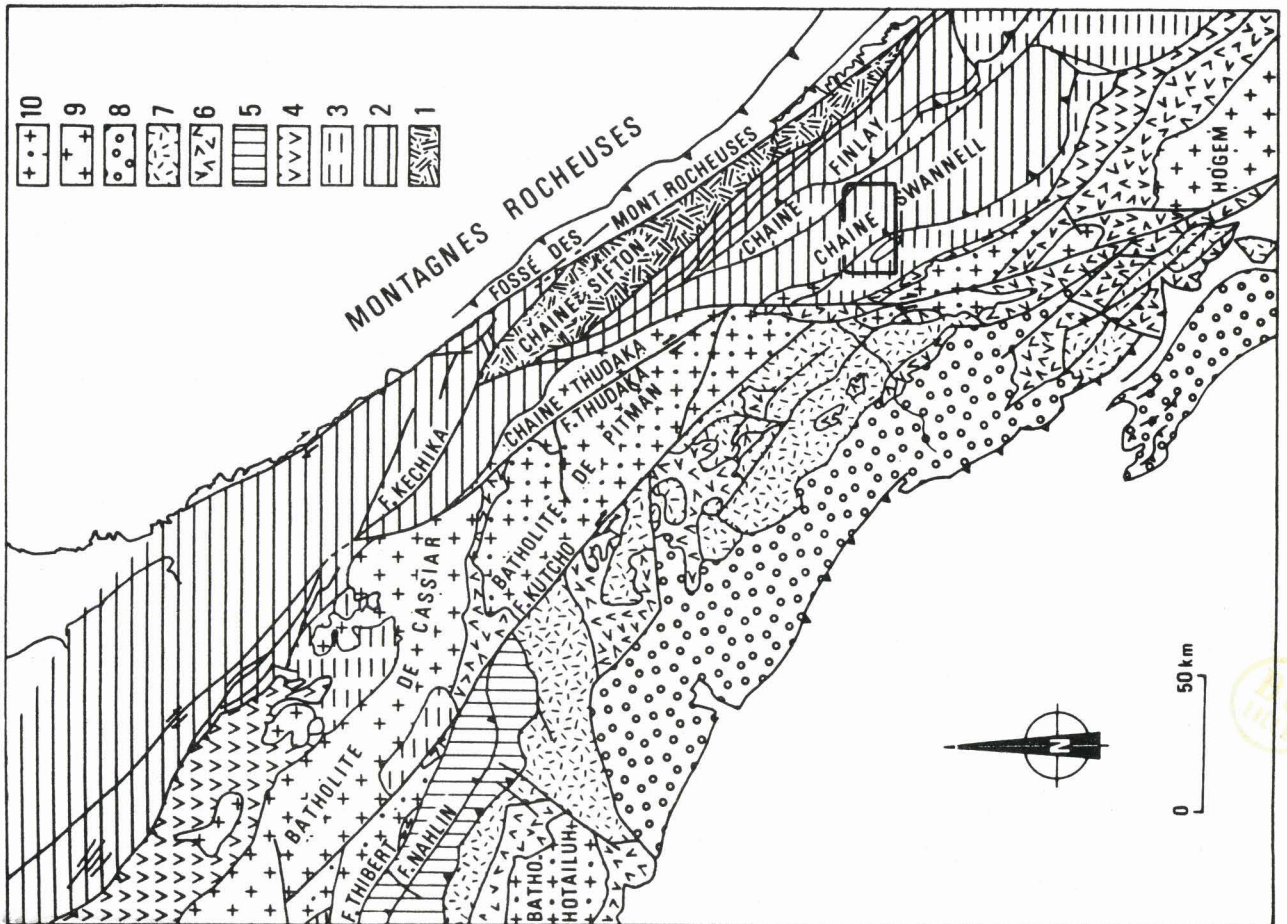 10
9
8
7
6
5
4
3
2
1
MONTAGNES ROCHEUSES
FOSSÉ DES MONT. ROCHEUSES
CHAINE SIFTON
CHAINE FINLAY
CHAINE SWANNELL
F. KECHIKA
CHAINE THUDAKA
F. THUDAKA
BATHOLITE DE PITMAN
F. KUTCHO
BATHOLITE DE CASSIAR
F. THIBERT
F. NAHLIN
BATHO.
HOTAILUH
HOGEM
N
0 50 km